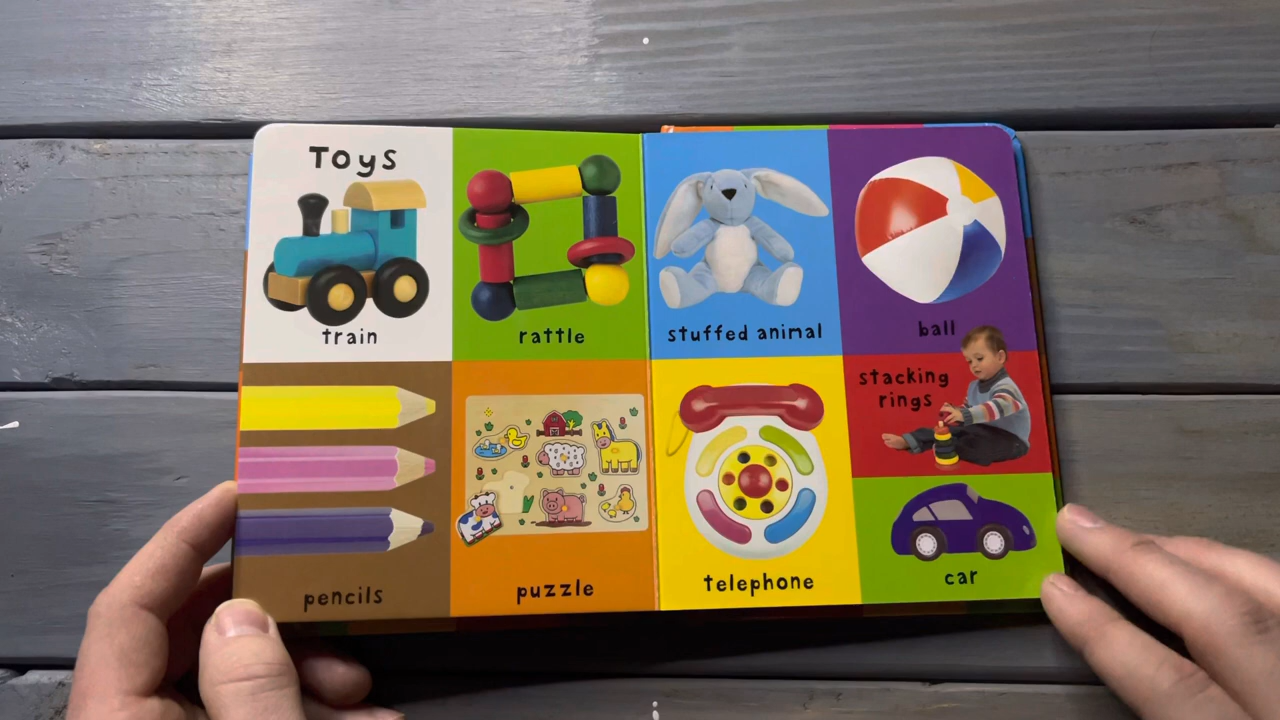 Toys
train
rattle
stuffed animal
ball
stacking
rings
pencils
puzzle
telephone
car